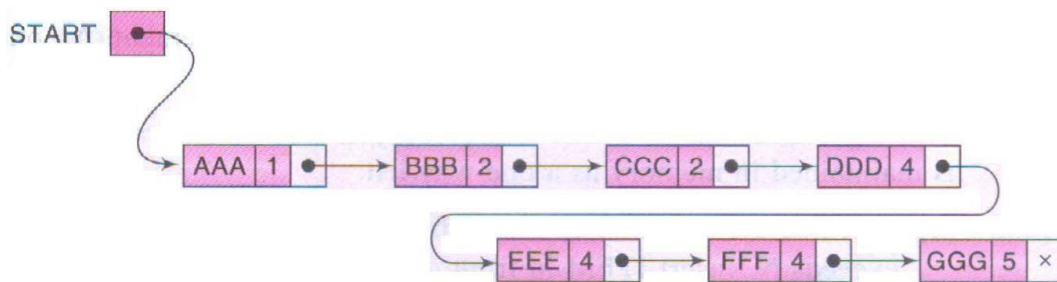 START
AAA 1 BBB 2 CCC 2 DDD 4
EEE 4 FFF 4 GGG 5 ×